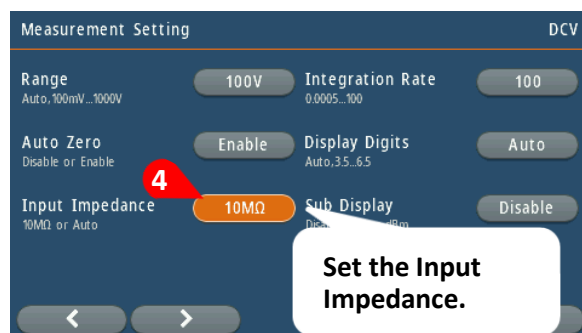 Measurement Setting DCV
Range 100V Integration Rate 100
Auto,100mV...1000V 0.0005...100
Auto Zero Enable Display Digits Auto
Disable or Enable Auto,3.5...6.5
4
Input Impedance 10MΩ Sub Display Disable
10MΩ or Auto
Set the Input
Impedance.
< >